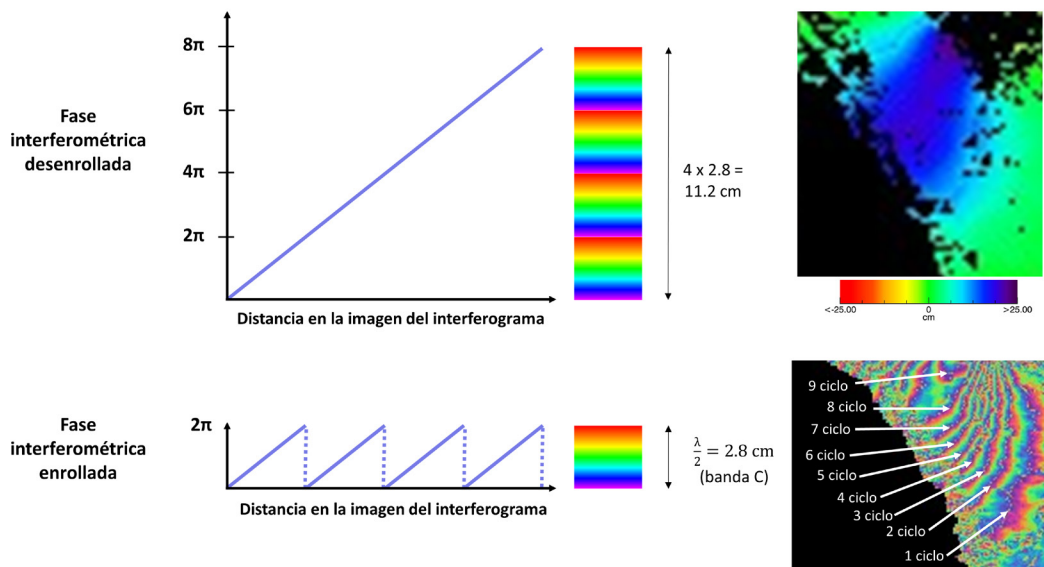 Fase
interferométrica
desenrollada
8π
6π
4π
2π
Distancia en la imagen del interferograma
4 x 2.8 =
11.2 cm
<-25.00
0
>25.00
cm
Fase
interferométrica
enrollada
2π
Distancia en la imagen del interferograma
λ/2 = 2.8 cm
(banda C)
9 ciclo
8 ciclo
7 ciclo
6 ciclo
5 ciclo
4 ciclo
3 ciclo
2 ciclo
1 ciclo